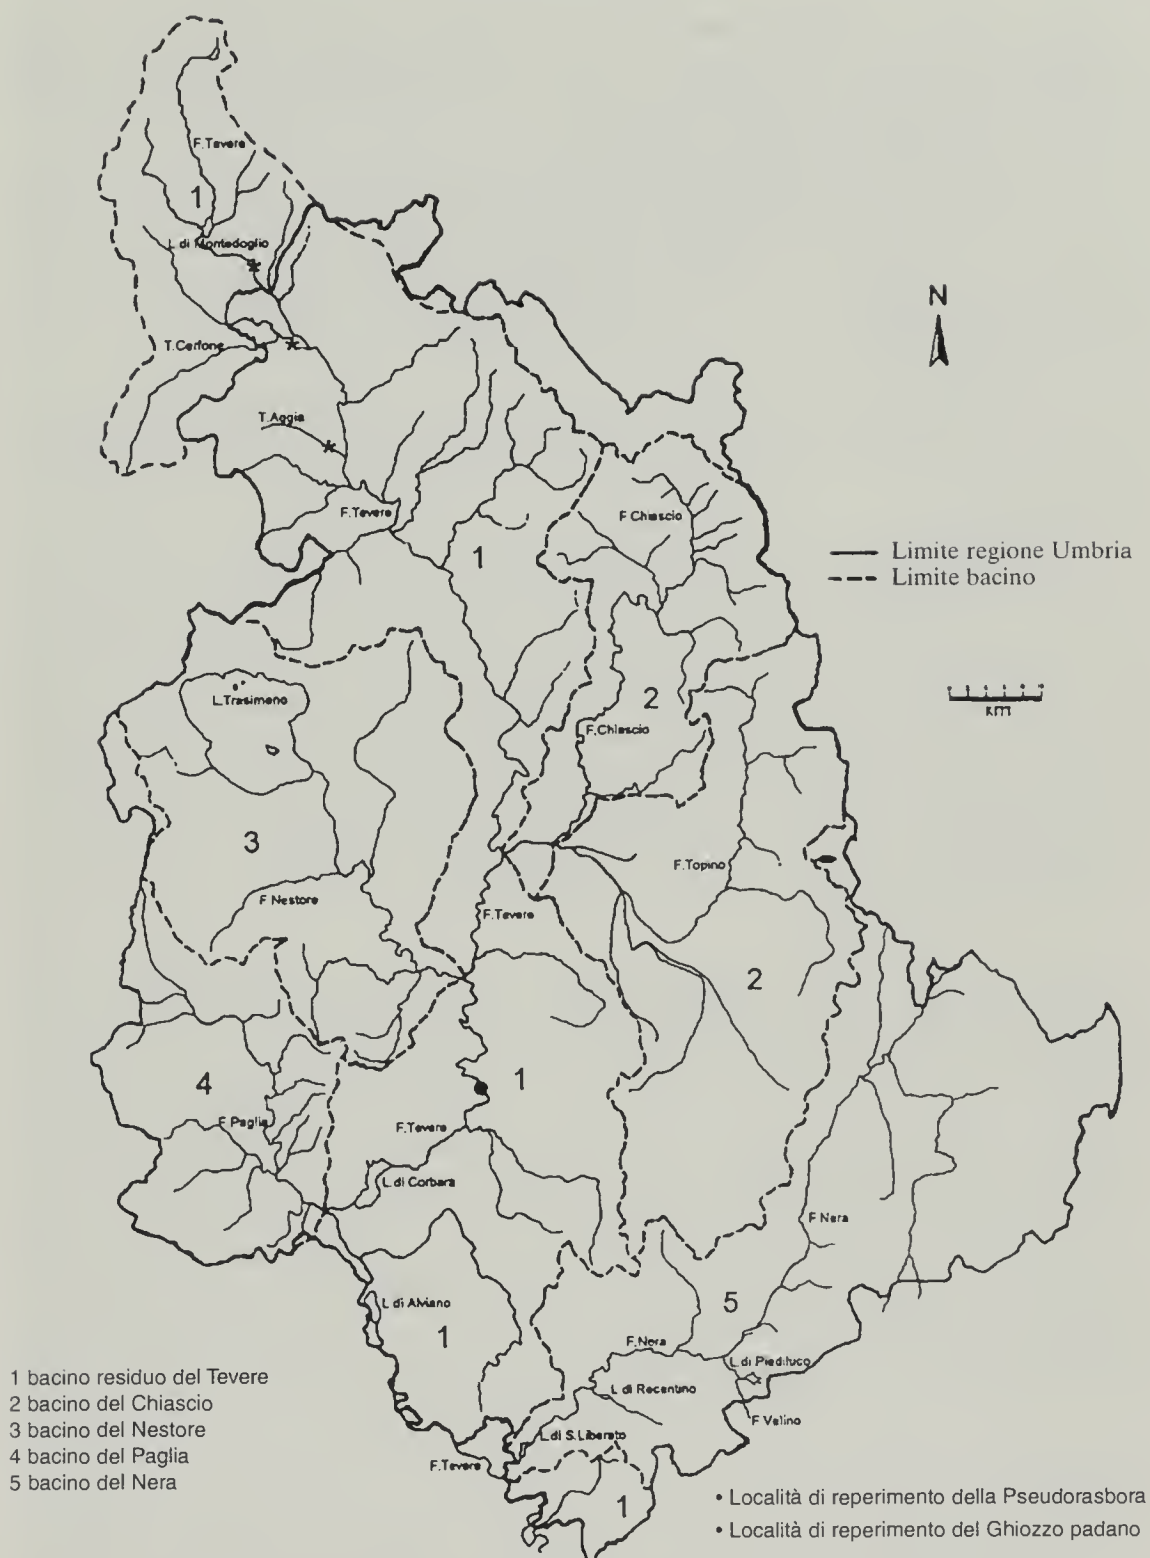 F.Tevere
1
L di Montedoglio
N
T.Cerfone
T.Aggia
F.Tevere
F Chiascio
1
Limite regione Umbria
Limite bacino
L.Trasimeno
2
F.Chiascio
km
3
F.Topino
F Nestore
F.Tevere
2
4
1
F.Paglia
F.Tevere
L.di Corbara
F Nera
L di Alviano
5
1
F.Nera
L.di Piediluco
L di Recentino
F Velino
L.di S.Liberato
F.Tevere
1
1 bacino residuo del Tevere
2 bacino del Chiascio
3 bacino del Nestore
4 bacino del Paglia
5 bacino del Nera
• Località di reperimento della Pseudorasbora
• Località di reperimento del Ghiozzo padano